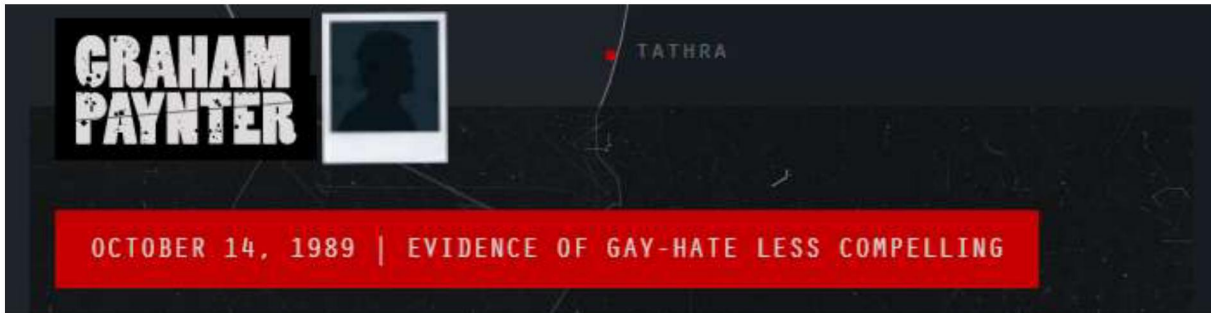 GRAHAM
PAYNTER
TATHRA
OCTOBER 14, 1989 | EVIDENCE OF GAY-HATE LESS COMPELLING